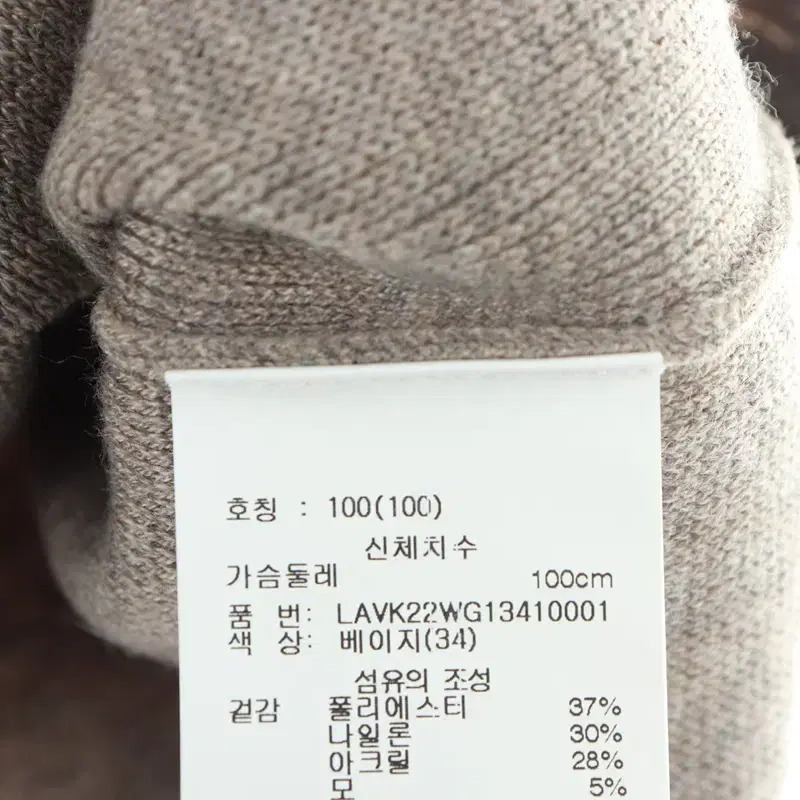 호칭 : 100(100)
신체치수
가슴둘레 100cm
품 번: LAVK22WG13410001
색 상: 베이지(34)
섬유의 조성
겉감 폴리에스터 37%
나일론 30%
아크릴 28%
모 5%